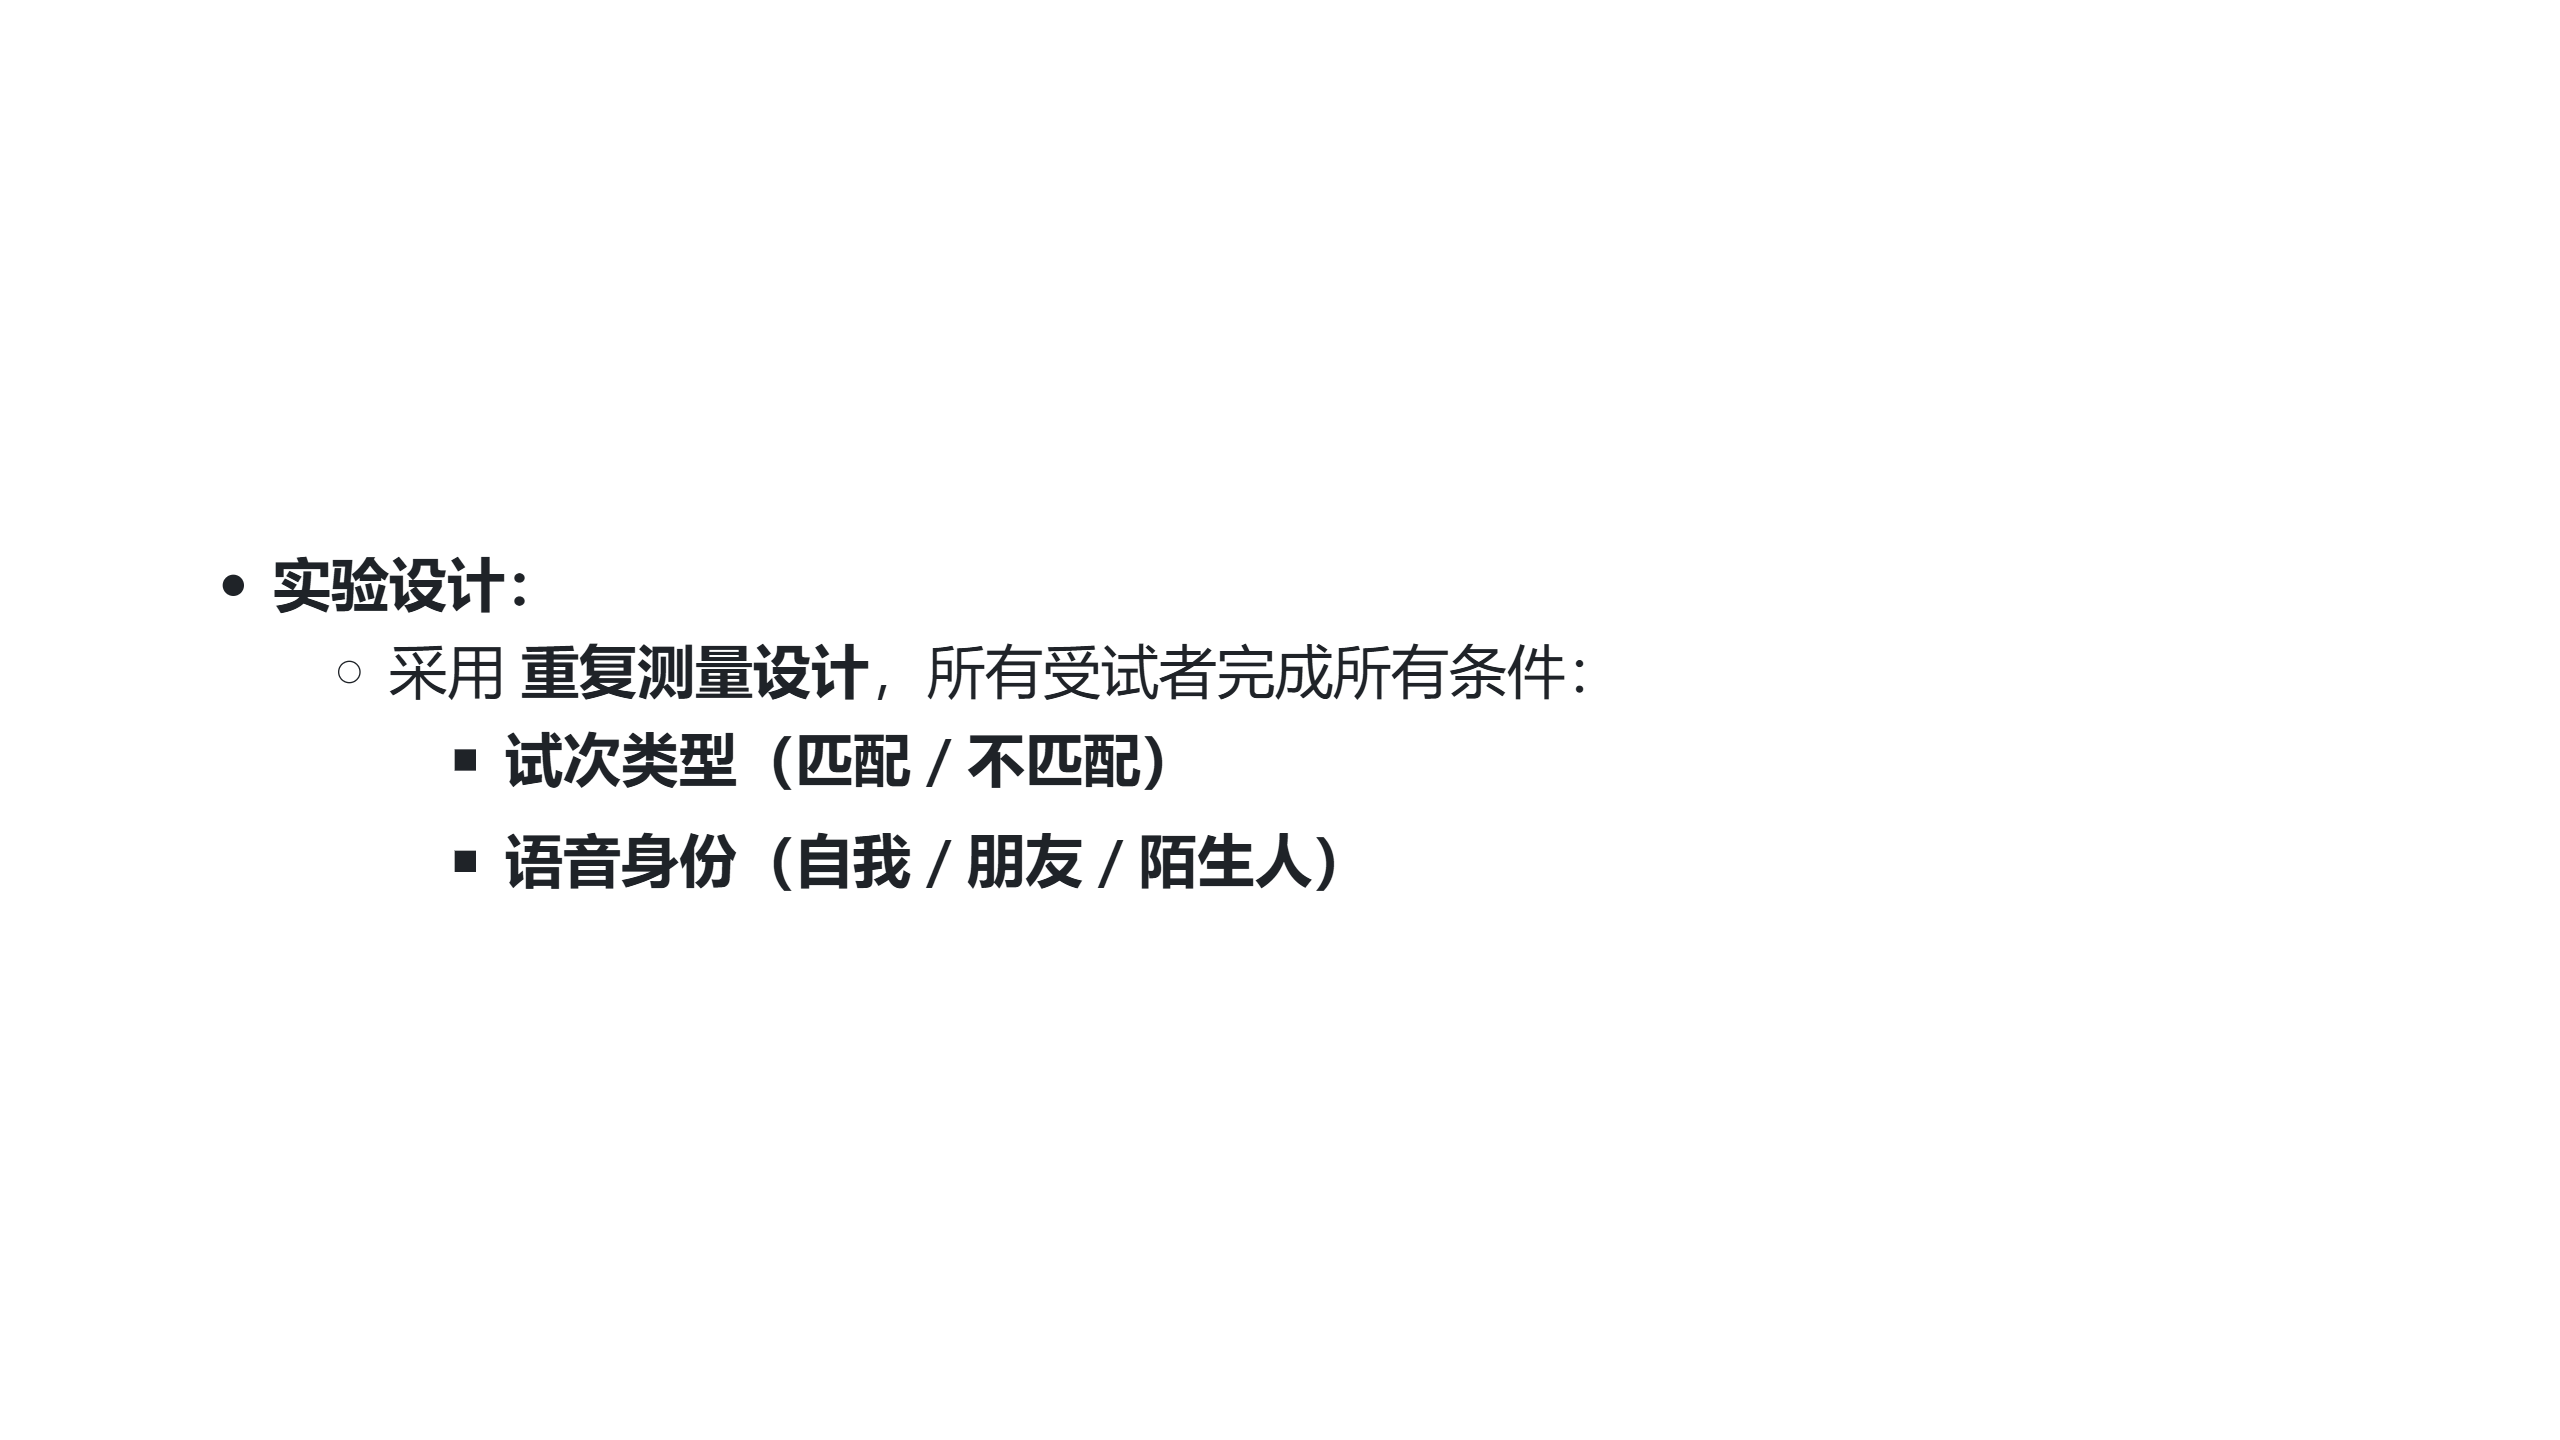 • 实验设计：
○ 采用 重复测量设计，所有受试者完成所有条件：
▪ 试次类型（匹配 / 不匹配）
▪ 语音身份（自我 / 朋友 / 陌生人）